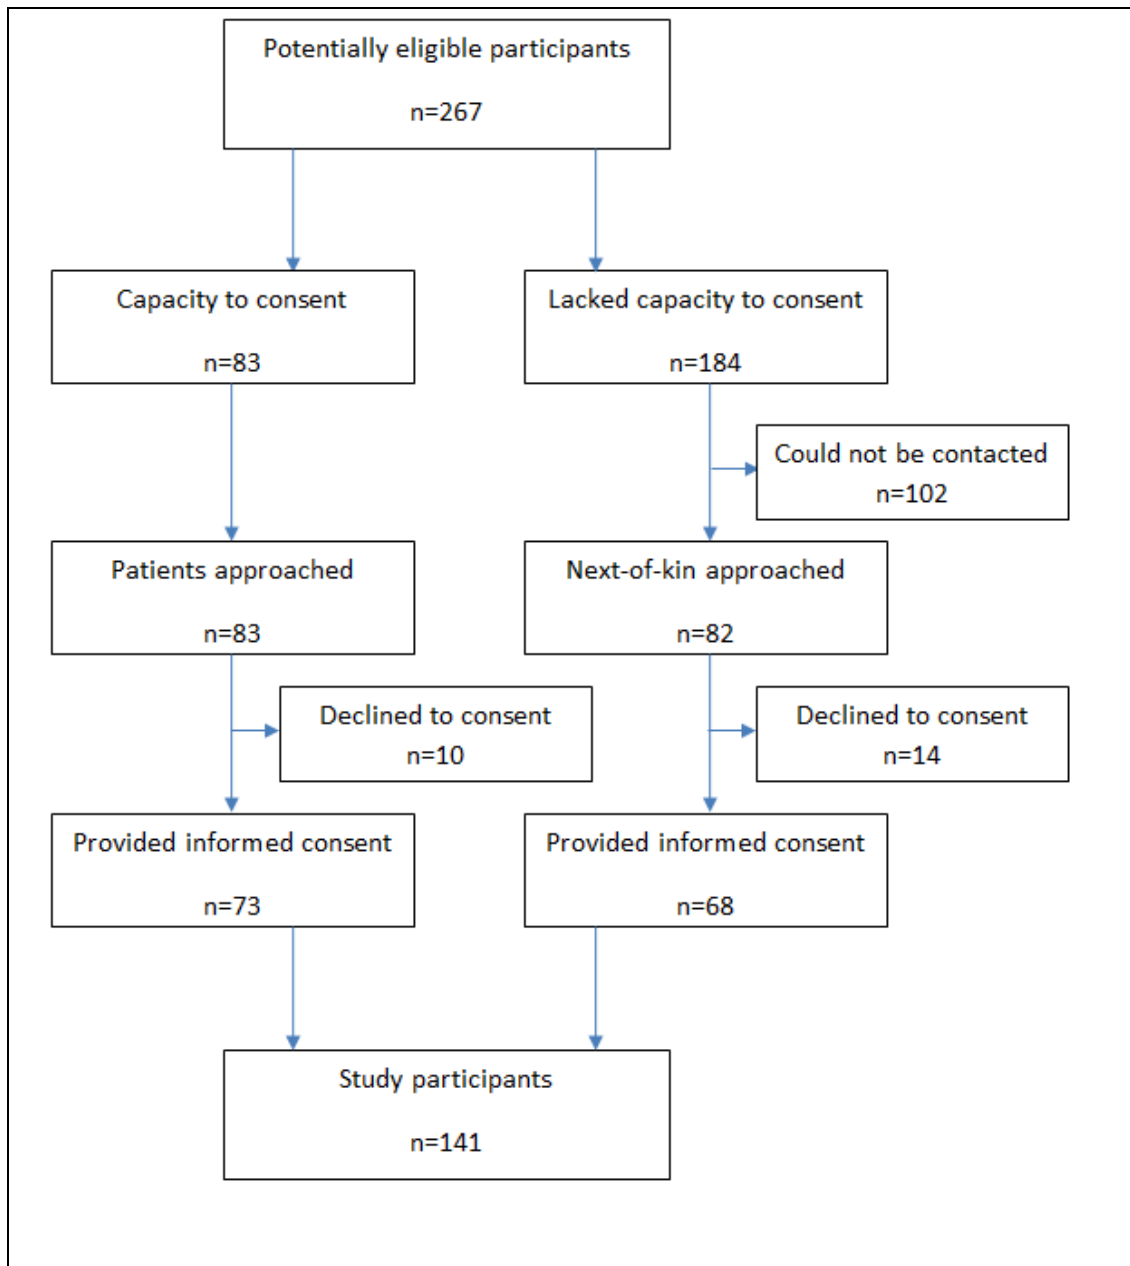 Potentially eligible participants
n=267
Capacity to consent
n=83
Lacked capacity to consent
n=184
Could not be contacted
n=102
Patients approached
n=83
Next-of-kin approached
n=82
Declined to consent
n=10
Declined to consent
n=14
Provided informed consent
n=73
Provided informed consent
n=68
Study participants
n=141